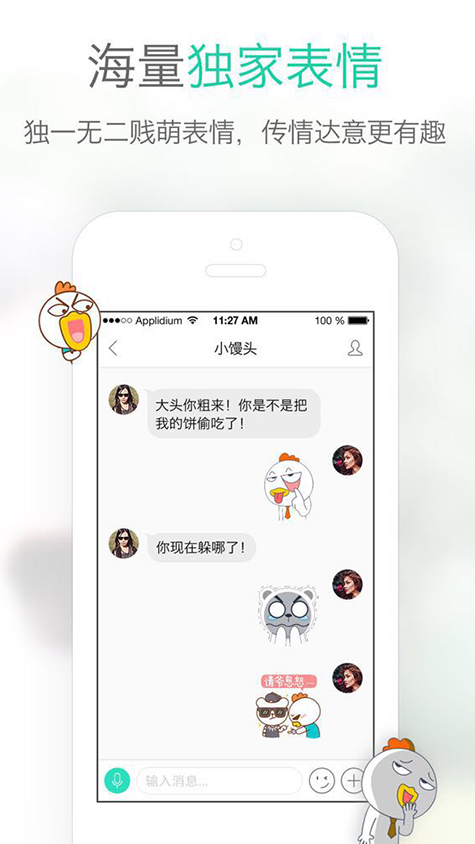 海量独家表情
独一无二贱萌表情，传情达意更有趣
Applidium 11:27 AM 100 %
小馒头
大头你粗来！你是不是把
我的饼偷吃了！
你现在躲哪了！
请爷息怒...
输入消息...